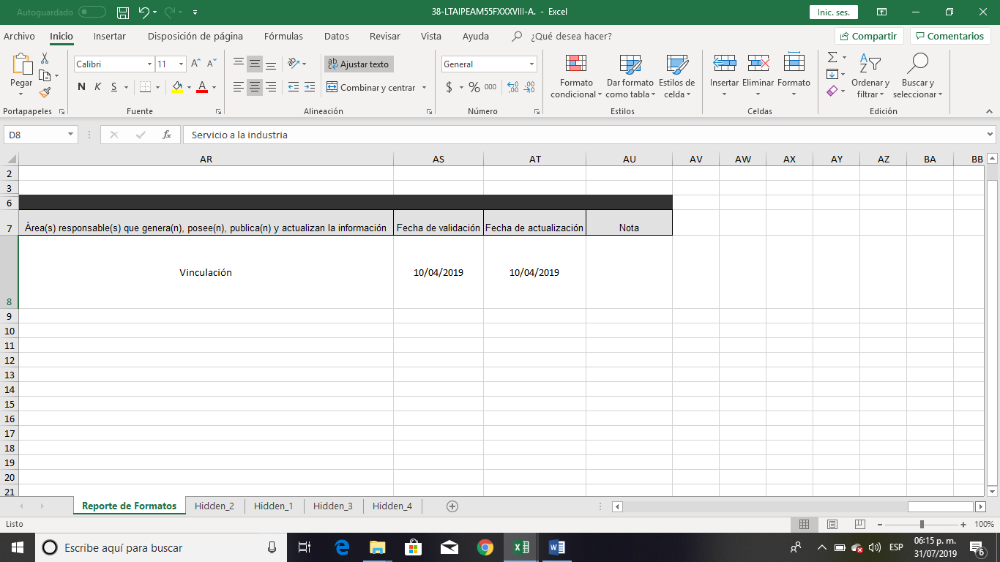 Autoguardado
38-LTAIPEAM55FXXXVIII-A. - Excel
Inic. ses.
Archivo Inicio Insertar Disposición de página Fórmulas Datos Revisar Vista Ayuda ¿Qué desea hacer? Compartir Comentarios
Pegar
Calibri 11
N K S
A
Ajustar texto
Combinar y centrar
General
$ % 000
Formato condicional
Dar formato como tabla
Estilos de celda
Insertar Eliminar Formato
Ordenar y filtrar
Buscar y seleccionar
Portapapeles Fuente Alineación Número Estilos Celdas Edición
D8 fx Servicio a la industria
AR AS AT AU AV AW AX AY AZ BA BB
2
3
6
7 Área(s) responsable(s) que genera(n), posee(n), publica(n) y actualizan la información Fecha de validación Fecha de actualización Nota
8 Vinculación 10/04/2019 10/04/2019
9
10
11
12
13
14
15
16
17
18
19
20
21
Reporte de Formatos Hidden_2 Hidden_1 Hidden_3 Hidden_4
Listo 100%
Escribe aquí para buscar
ESP
06:15 p. m.
31/07/2019
6